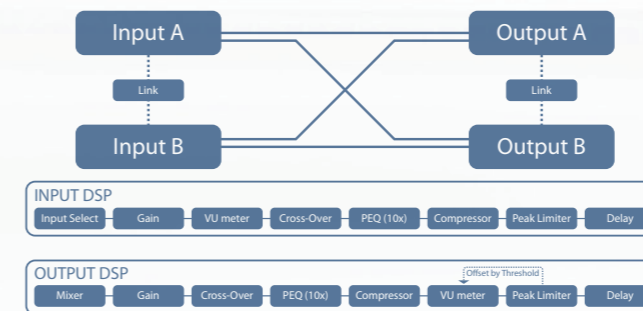 Input A
Output A
Link
Link
Input B
Output B
INPUT DSP
Input Select Gain VU meter Cross-Over PEQ (10x) Compressor Peak Limiter Delay
OUTPUT DSP
Offset by Threshold
Mixer Gain Cross-Over PEQ (10x) Compressor VU meter Peak Limiter Delay